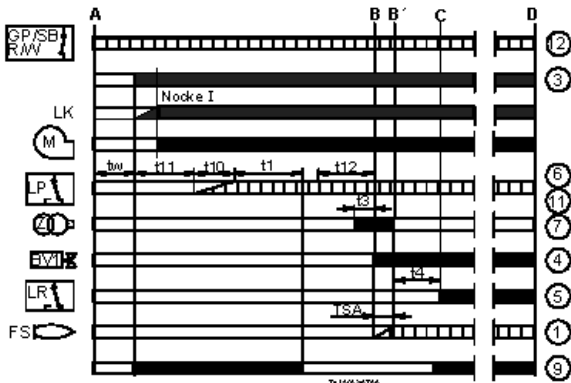 A B B´ C D
GP/SB
R/W
12
3
Nocke I
LK
M
tw t11 t10 t1 t12
LP
6
11
t3
Z
7
BV1
4
t4
LR
5
TSA
FS
1
9